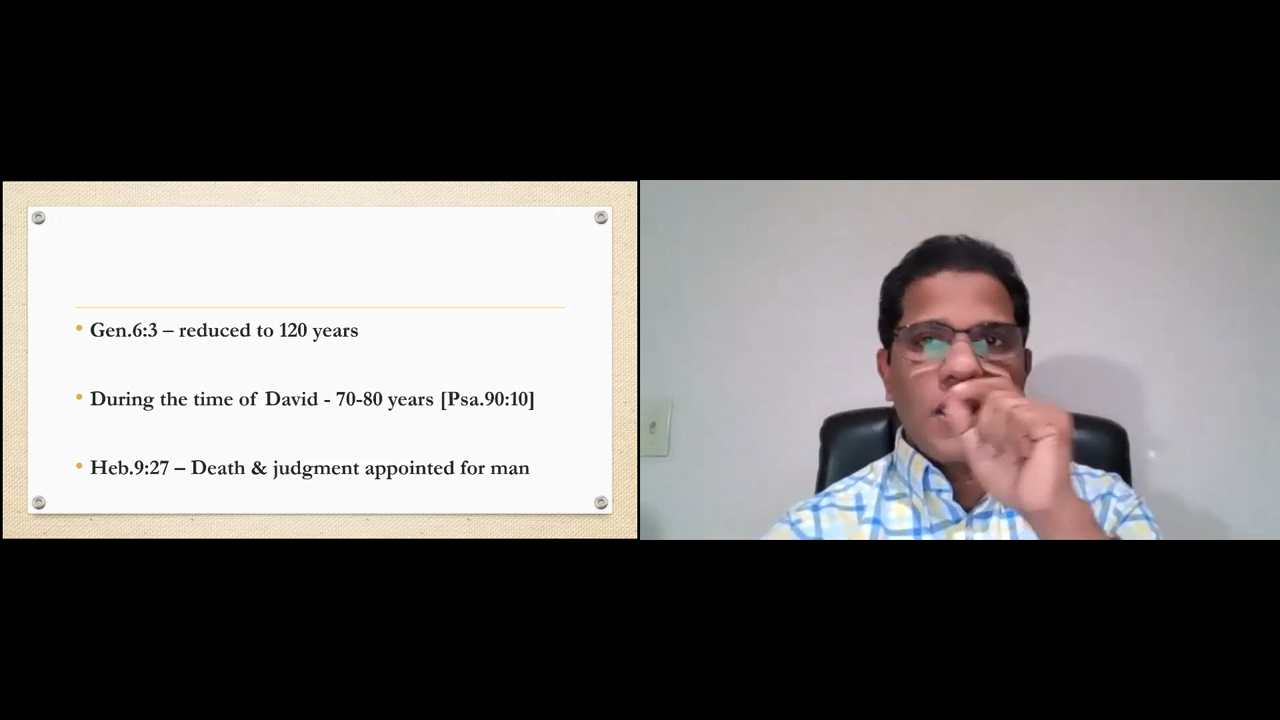 • Gen.6:3 – reduced to 120 years
• During the time of David - 70-80 years [Psa.90:10]
• Heb.9:27 – Death & judgment appointed for man